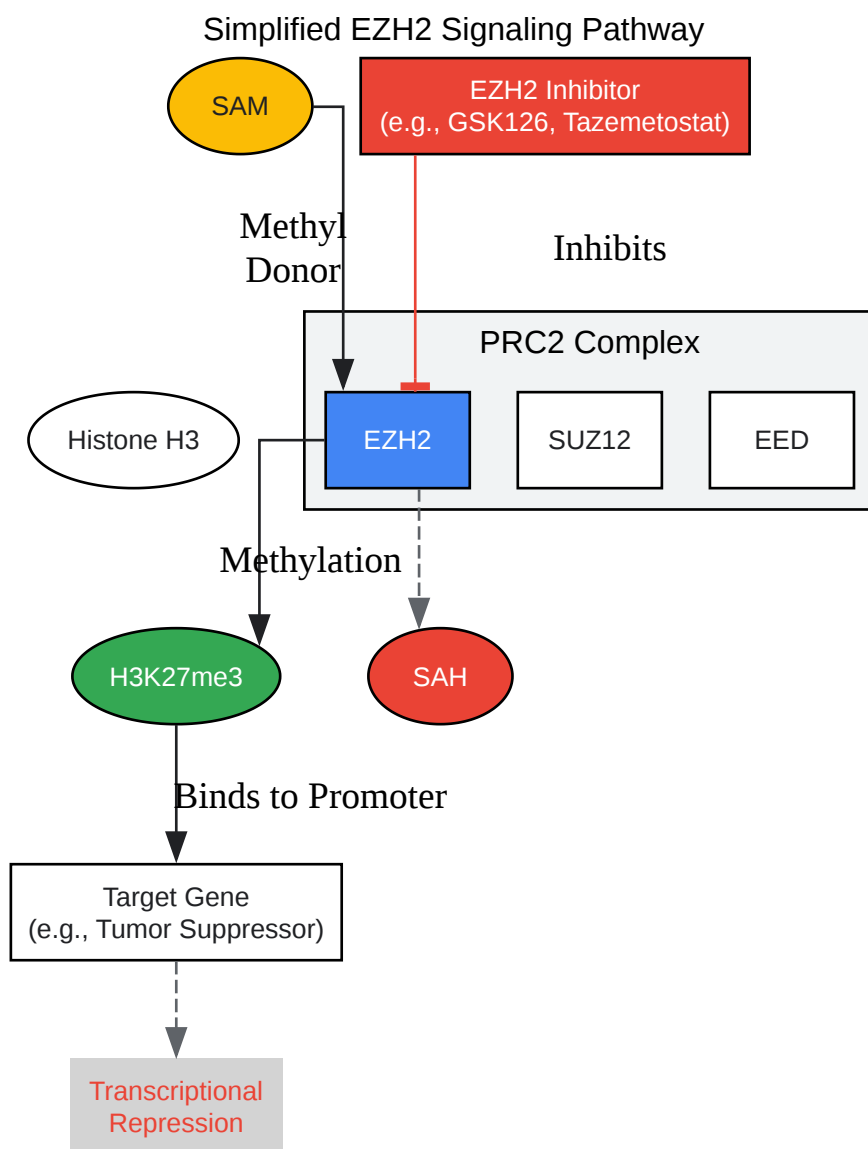 Simplified EZH2 Signaling Pathway
SAM
EZH2 Inhibitor
(e.g., GSK126, Tazemetostat)
Methyl
Donor
Inhibits
PRC2 Complex
Histone H3
EZH2
SUZ12
EED
Methylation
H3K27me3
SAH
Binds to Promoter
Target Gene
(e.g., Tumor Suppressor)
Transcriptional
Repression